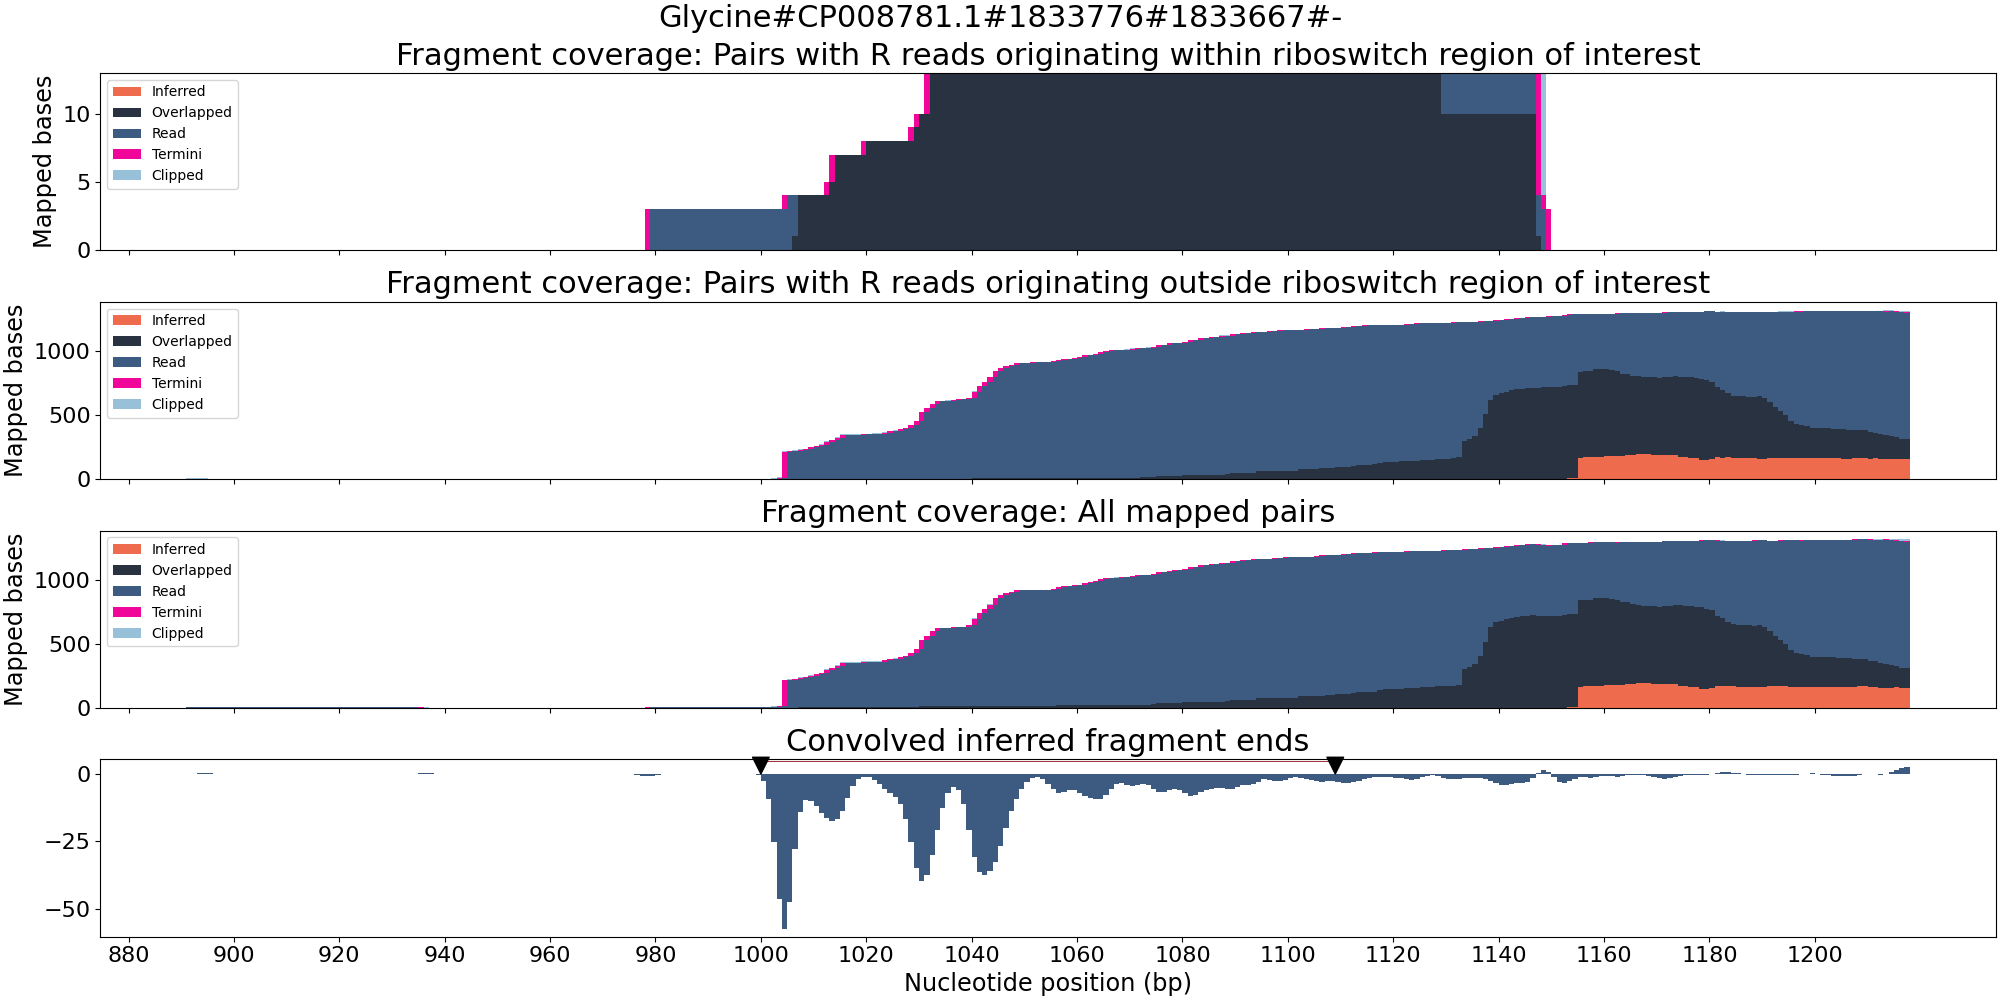 Glycine#CP008781.1#1833776#1833667#-
Fragment coverage: Pairs with R reads originating within riboswitch region of interest
Mapped bases
10
5
0
Inferred
Overlapped
Read
Termini
Clipped
Fragment coverage: Pairs with R reads originating outside riboswitch region of interest
Mapped bases
1000
500
0
Inferred
Overlapped
Read
Termini
Clipped
Fragment coverage: All mapped pairs
Mapped bases
1000
500
0
Inferred
Overlapped
Read
Termini
Clipped
Convolved inferred fragment ends
0
−25
−50
880 900 920 940 960 980 1000 1020 1040 1060 1080 1100 1120 1140 1160 1180 1200
Nucleotide position (bp)